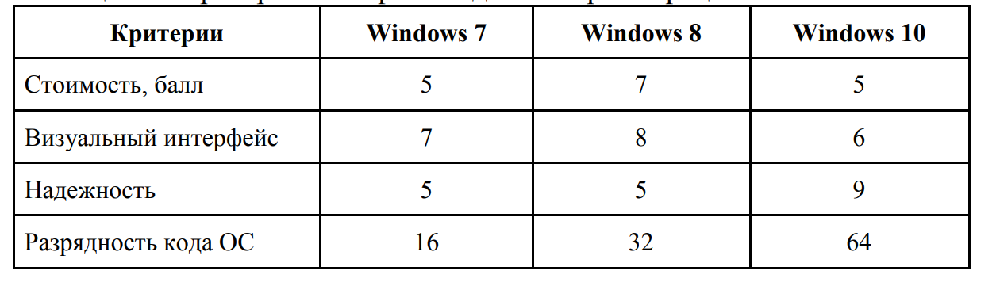 Критерии Windows 7 Windows 8 Windows 10
Стоимость, балл 5 7 5
Визуальный интерфейс 7 8 6
Надежность 5 5 9
Разрядность кода ОС 16 32 64